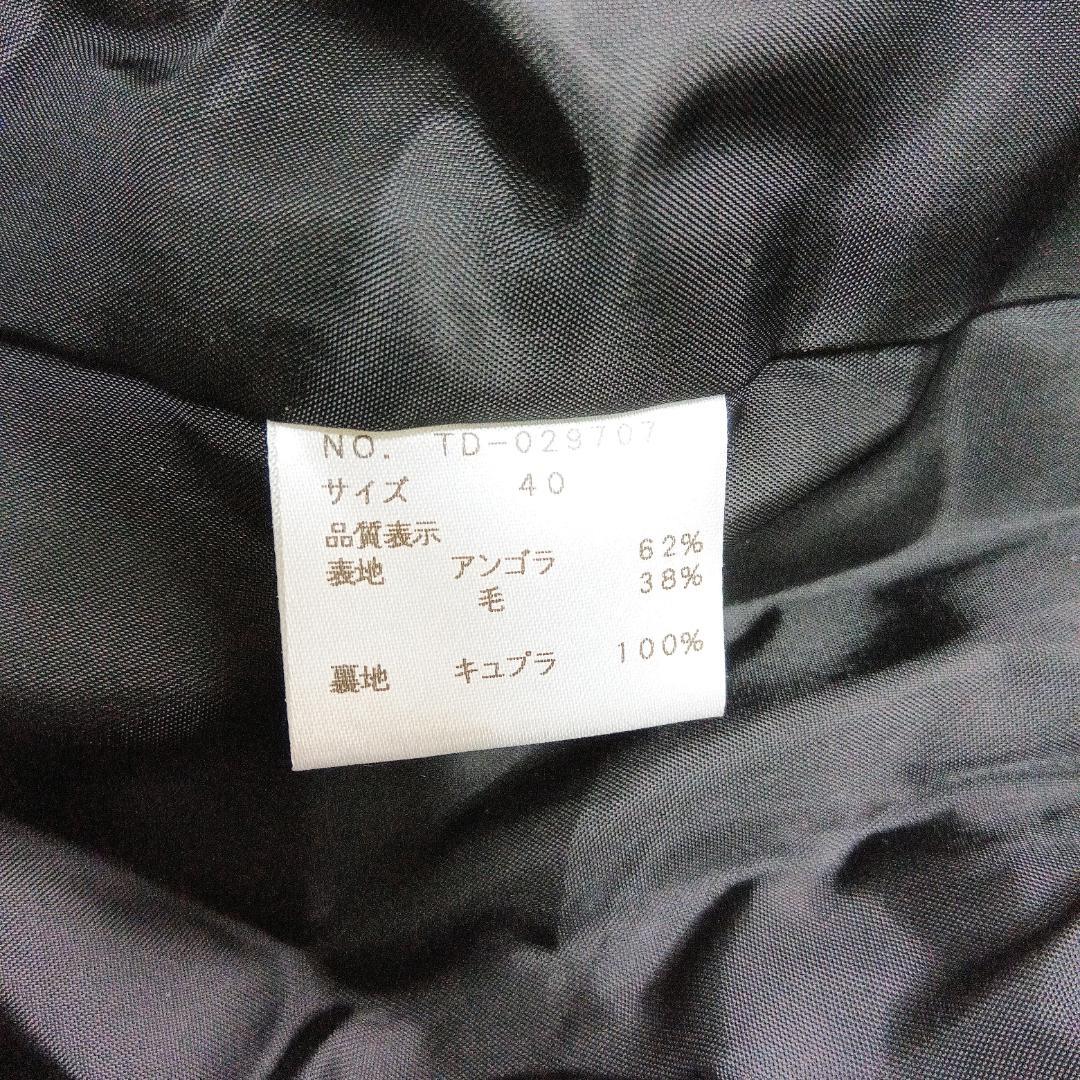 NO. TD-029707
サイズ 40
品質表示
表地 アンゴラ 62%
毛 38%
裏地 キュプラ 100%